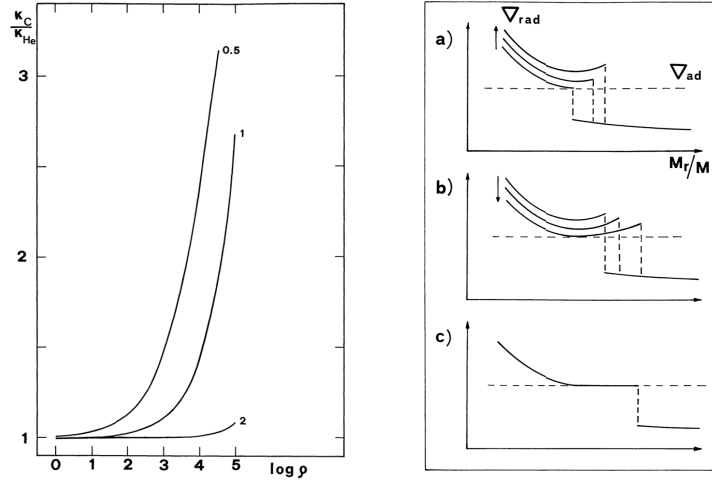 κC/κHe
3
2
1
0.5
1
2
0 1 2 3 4 5
log ρ
a)
∇rad
∇ad
Mr/M
b)
c)